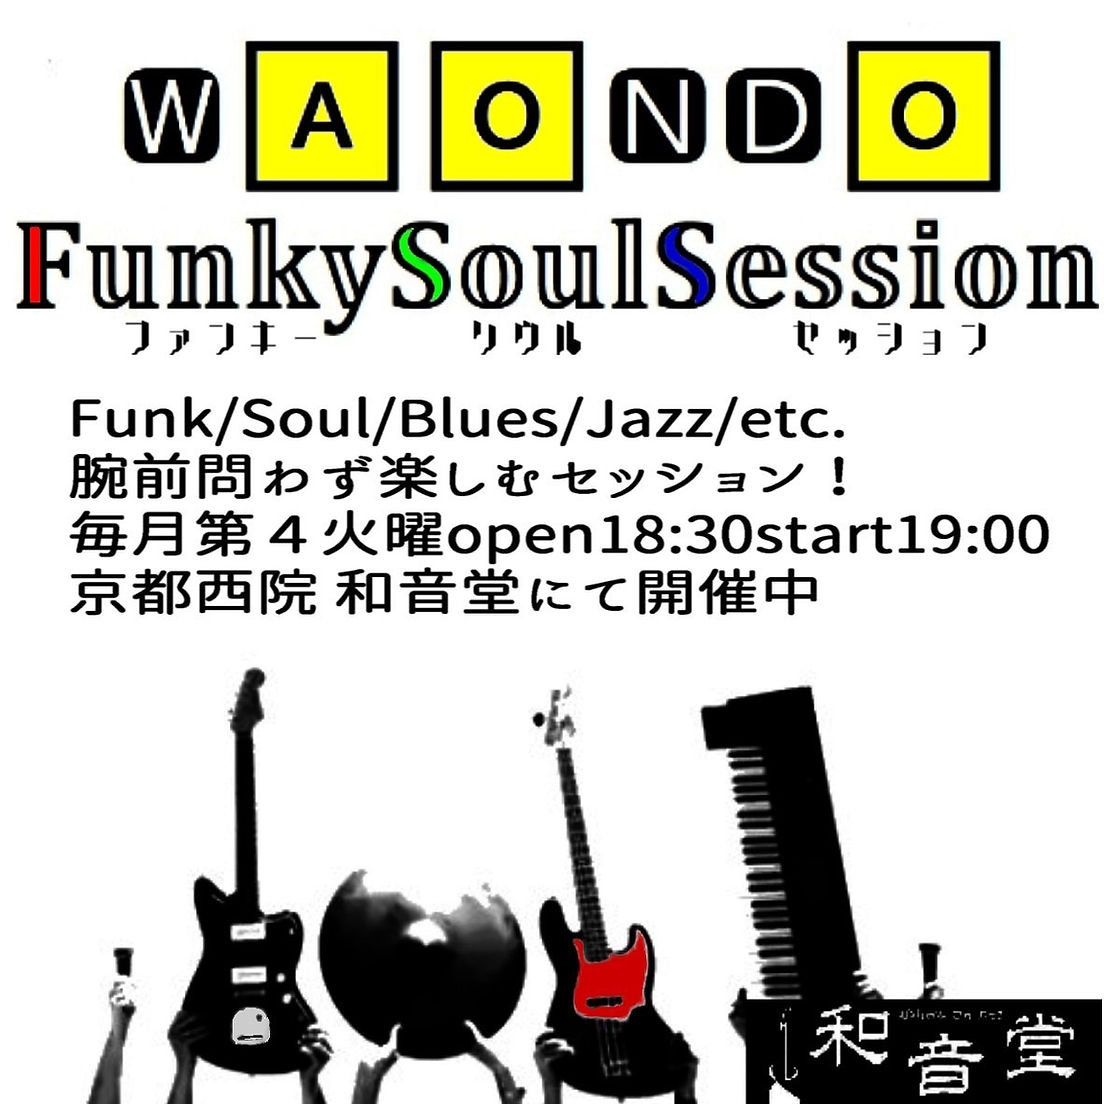 WAONDO
FunkySoulSession
ファンキー ソウル セッション
Funk/Soul/Blues/Jazz/etc.
腕前問わず楽しむセッション！
毎月第４火曜open18:30start19:00
京都西院 和音堂にて開催中
和音堂